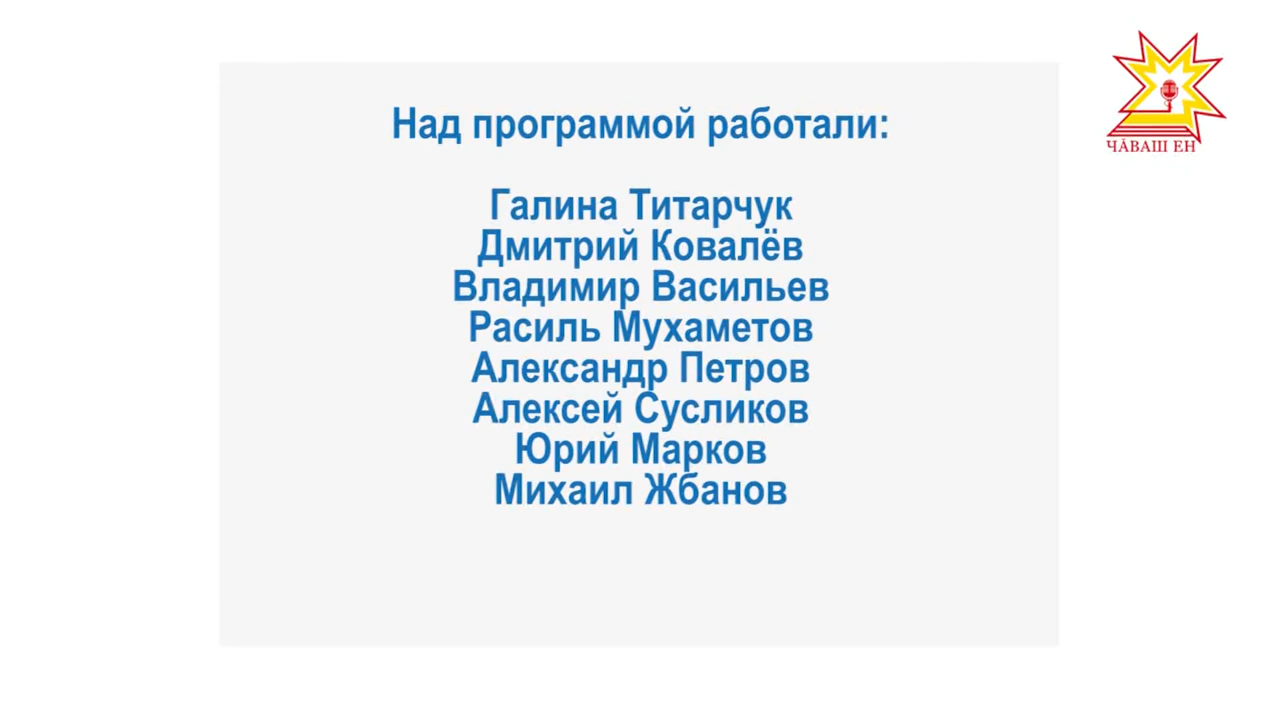 Над программой работали:
Галина Титарчук
Дмитрий Ковалёв
Владимир Васильев
Расиль Мухаметов
Александр Петров
Алексей Сусликов
Юрий Марков
Михаил Жбанов
ЧĂВАШ ЕН